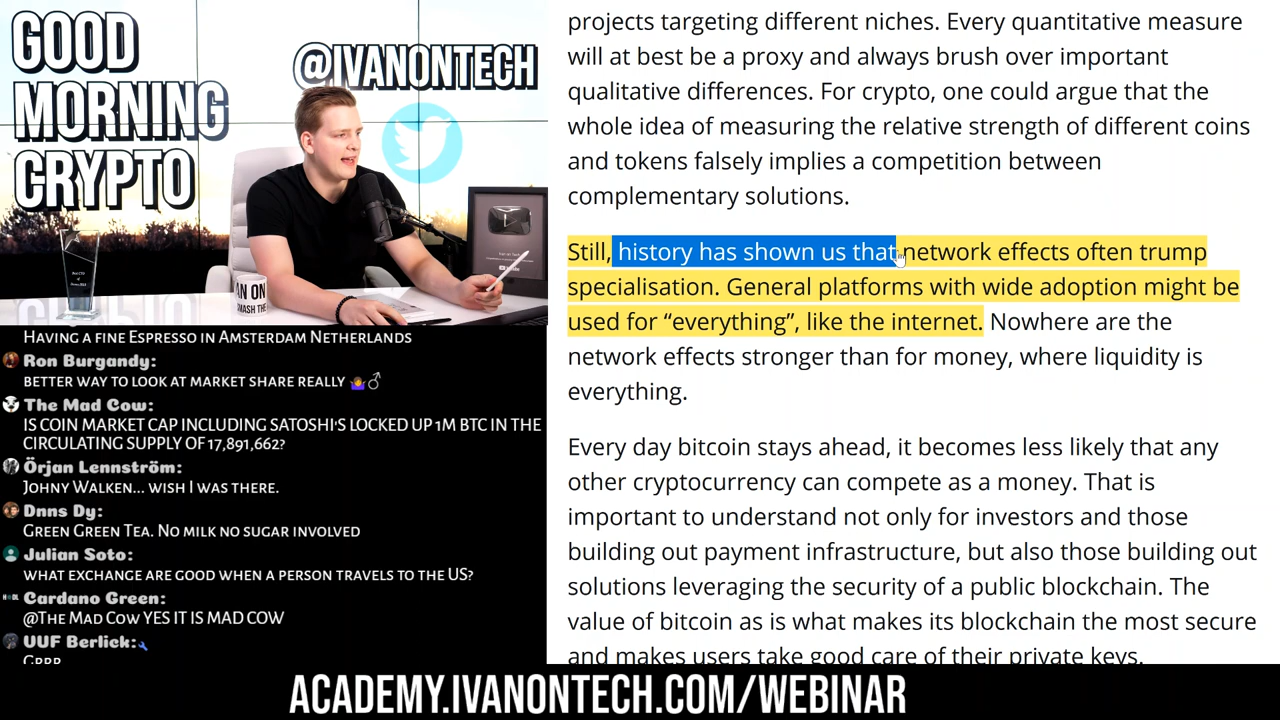 GOOD
MORNING
CRYPTO
@IVANONTECH
AN ON
SMASH THE
YouTube
HAVING A FINE ESPRESSO IN AMSTERDAM NETHERLANDS
Ron Burgandy:
BETTER WAY TO LOOK AT MARKET SHARE REALLY 🤷‍♂
The Mad Cow:
IS COIN MARKET CAP INCLUDING SATOSHI'S LOCKED UP 1M BTC IN THE
CIRCULATING SUPPLY OF 17,891,662?
Örjan Lennström:
JOHNY WALKEN... WISH I WAS THERE.
Dnns Dy:
GREEN GREEN TEA. NO MILK NO SUGAR INVOLVED
Julian Soto:
WHAT EXCHANGE ARE GOOD WHEN A PERSON TRAVELS TO THE US?
Cardano Green:
@THE MAD COW YES IT IS MAD COW
UUF Berliek:
GRRR
projects targeting different niches. Every quantitative measure
will at best be a proxy and always brush over important
qualitative differences. For crypto, one could argue that the
whole idea of measuring the relative strength of different coins
and tokens falsely implies a competition between
complementary solutions.
Still, history has shown us that network effects often trump
specialisation. General platforms with wide adoption might be
used for “everything”, like the internet. Nowhere are the
network effects stronger than for money, where liquidity is
everything.
Every day bitcoin stays ahead, it becomes less likely that any
other cryptocurrency can compete as a money. That is
important to understand not only for investors and those
building out payment infrastructure, but also those building out
solutions leveraging the security of a public blockchain. The
value of bitcoin as is what makes its blockchain the most secure
and makes users take good care of their private keys.
ACADEMY.IVANONTECH.COM/WEBINAR